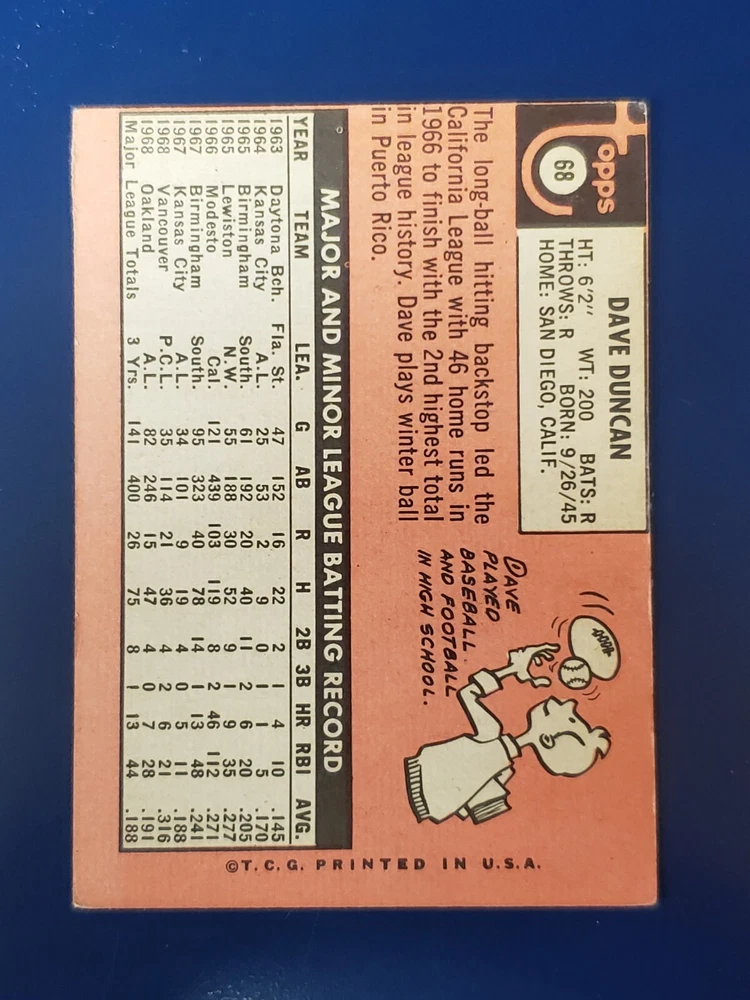 Topps
68
DAVE DUNCAN
HT: 6'2" WT: 200 BATS: R
THROWS: R BORN: 9/26/45
HOME: SAN DIEGO, CALIF.
The long-ball hitting backstop led the
California League with 46 home runs in
1966 to finish with the 2nd highest total
in league history. Dave plays winter ball
in Puerto Rico.
DAVE
PLAYED
BASEBALL
AND FOOTBALL
IN HIGH SCHOOL.
MAJOR AND MINOR LEAGUE BATTING RECORD
YEAR TEAM LEA. G AB R H 2B 3B HR RBI AVG.
1963 Daytona Bch. Fla. St. 47 152 16 22 2 1 4 10 .145
1964 Kansas City A.L. 25 53 2 9 0 1 1 5 .170
1965 Birmingham South. 61 192 20 40 11 2 6 20 .205
1965 Lewiston N.W. 55 188 30 52 9 1 9 35 .277
1966 Modesto Cal. 121 439 103 119 8 2 46 112 .271
1967 Birmingham South. 95 323 40 78 14 1 13 48 .241
1967 Kansas City A.L. 34 101 9 19 4 0 5 11 .188
1968 Vancouver P.C.L. 35 114 21 36 4 2 6 21 .316
1968 Oakland A.L. 82 246 15 47 4 0 7 28 .191
Major League Totals 3 Yrs. 141 400 26 75 8 1 13 44 .188
©T.C.G. PRINTED IN U.S.A.